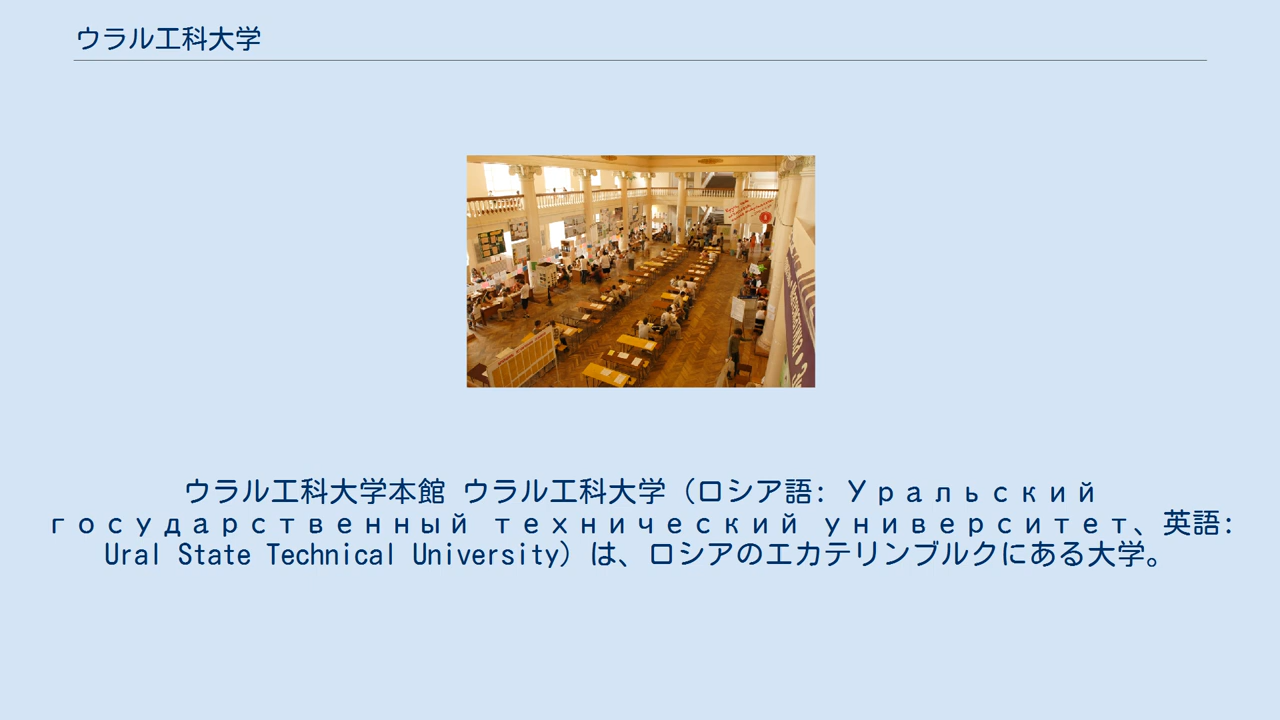 ウラル工科大学
ウラル工科大学本館 ウラル工科大学（ロシア語: Уральский
государственный технический университет、英語:
Ural State Technical University）は、ロシアのエカテリンブルクにある大学。